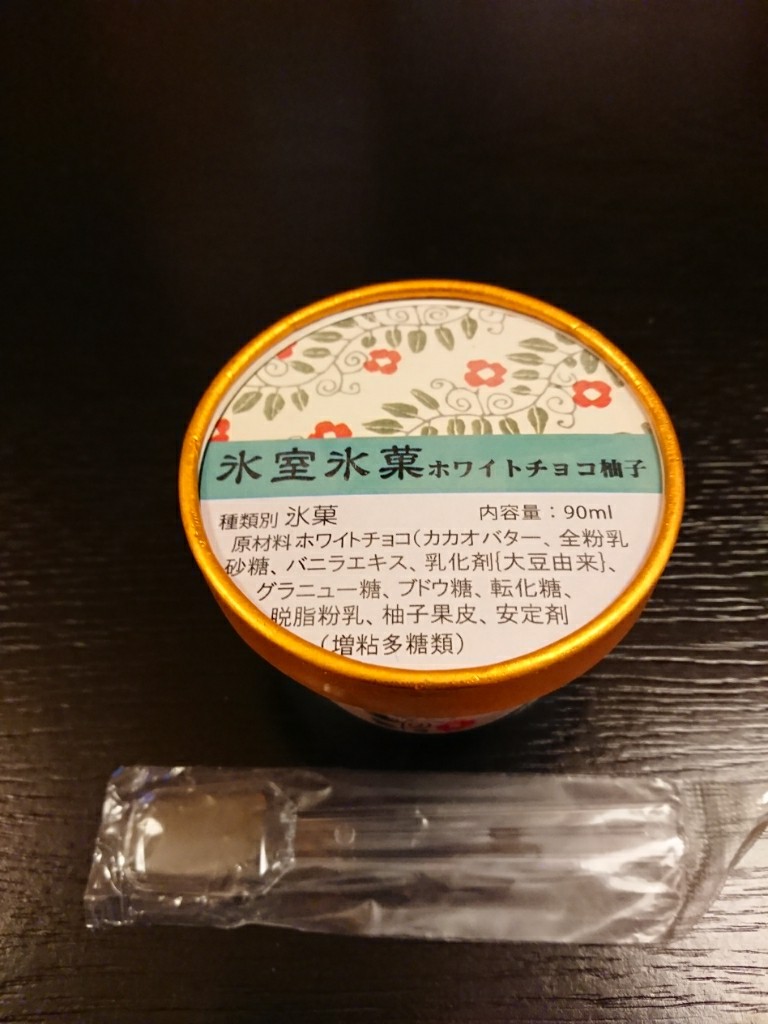 氷室氷菓ホワイトチョコ柚子
種類別 氷菓 内容量：90ml
原材料 ホワイトチョコ(カカオバター、全粉乳
砂糖、バニラエキス、乳化剤{大豆由来}、
グラニュー糖、ブドウ糖、転化糖、
脱脂粉乳、柚子果皮、安定剤
(増粘多糖類)